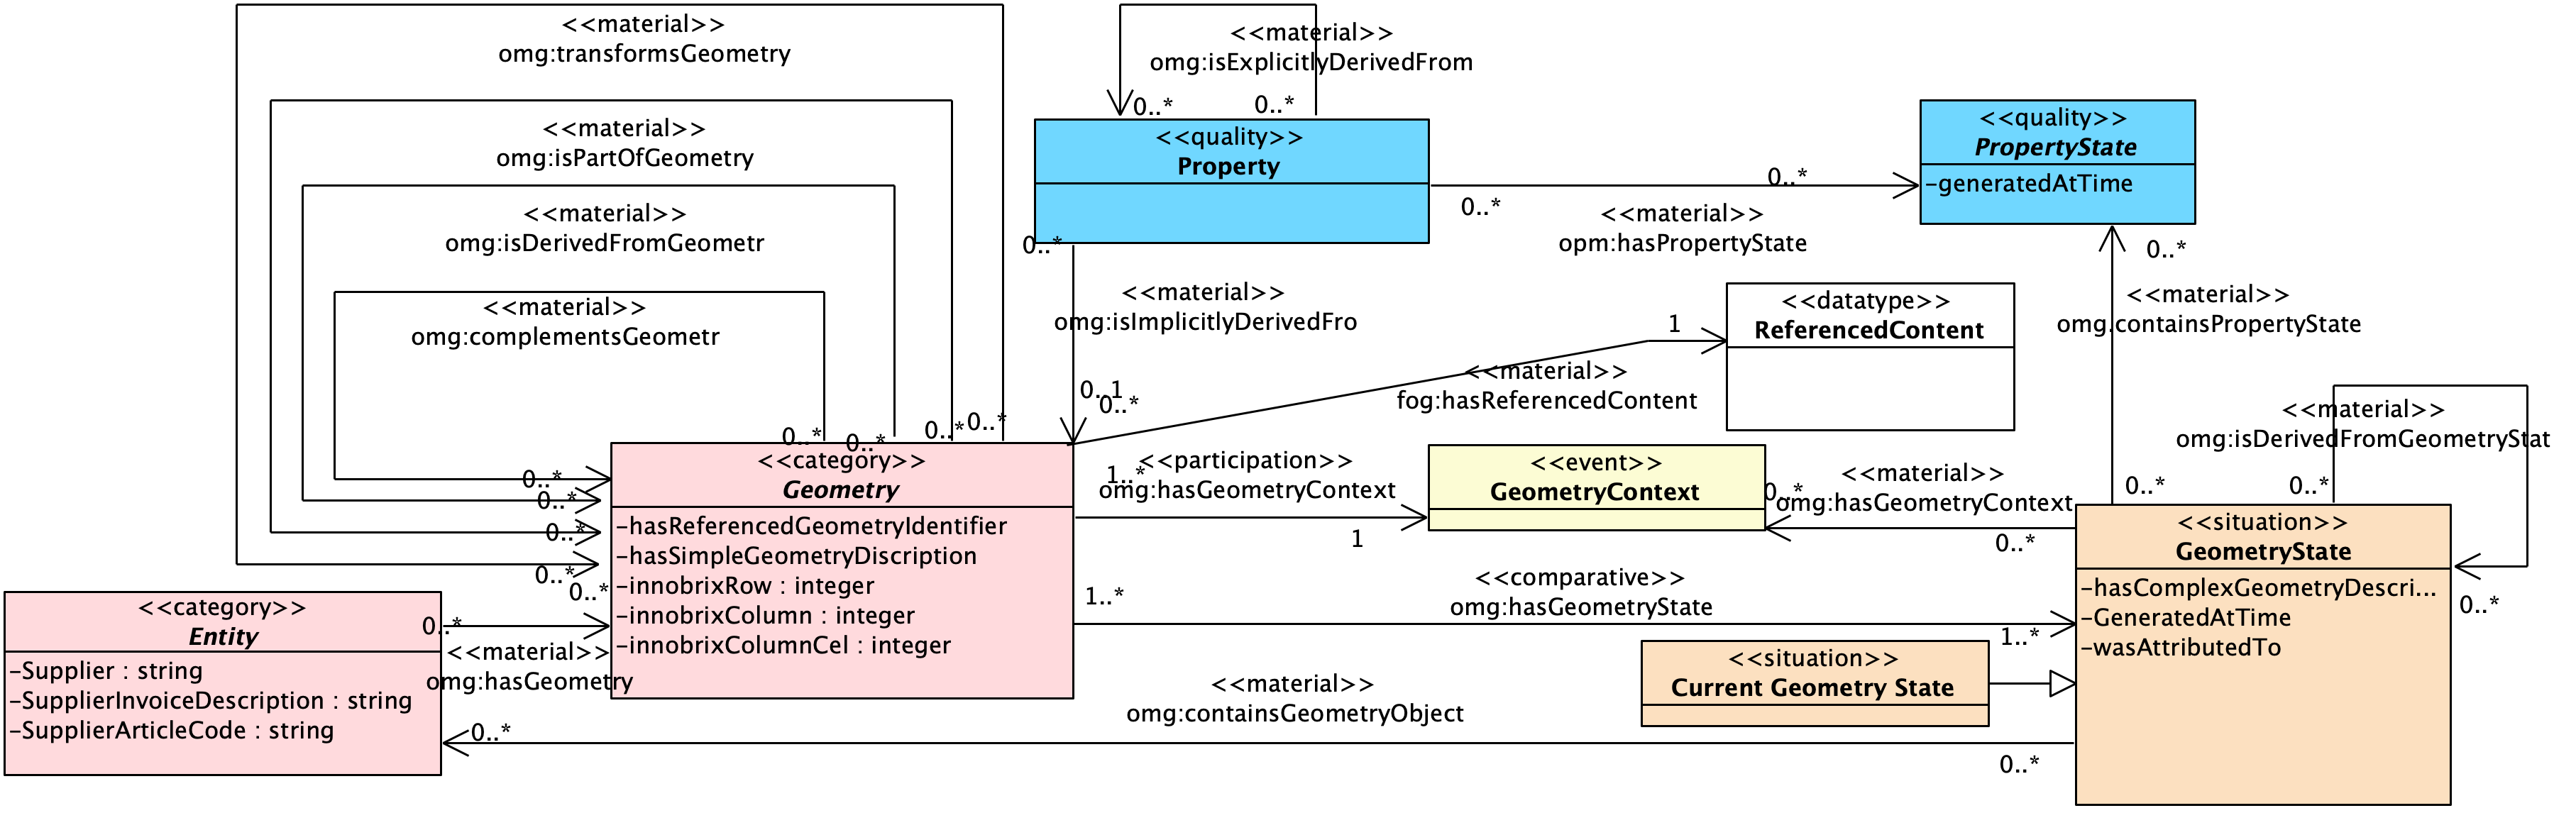 <<material>>
omg:transformsGeometry
<<material>>
omg:isPartOfGeometry
<<material>>
omg:isDerivedFromGeometr
<<material>>
omg:complementsGeometr
0..*
0..*
0..*
0..*
0..*
0..*
0..*
0..*
<<material>>
omg:isExplicitlyDerivedFrom
0..*
0..*
<<quality>>
Property
0..*
<<material>>
omg:isImplicitlyDerivedFro
0..1
0..*
0..*
0..*
<<material>>
opm:hasPropertyState
<<quality>>
PropertyState
-generatedAtTime
0..*
<<material>>
omg:containsPropertyState
0..*
<<datatype>>
ReferencedContent
1
<<material>>
fog:hasReferencedContent
<<category>>
Geometry
-hasReferencedGeometryIdentifier
-hasSimpleGeometryDiscription
-innobrixRow : integer
-innobrixColumn : integer
-innobrixColumnCel : integer
1..*
<<participation>>
omg:hasGeometryContext
1
<<event>>
GeometryContext
0..*
<<material>>
omg:hasGeometryContext
0..*
<<material>>
omg:isDerivedFromGeometryStat
0..*
0..*
<<situation>>
GeometryState
-hasComplexGeometryDescri...
-GeneratedAtTime
-wasAttributedTo
1..*
<<comparative>>
omg:hasGeometryState
1..*
<<situation>>
Current Geometry State
<<category>>
Entity
-Supplier : string
-SupplierInvoiceDescription : string
-SupplierArticleCode : string
0..*
0..*
<<material>>
omg:hasGeometry
0..*
<<material>>
omg:containsGeometryObject
0..*